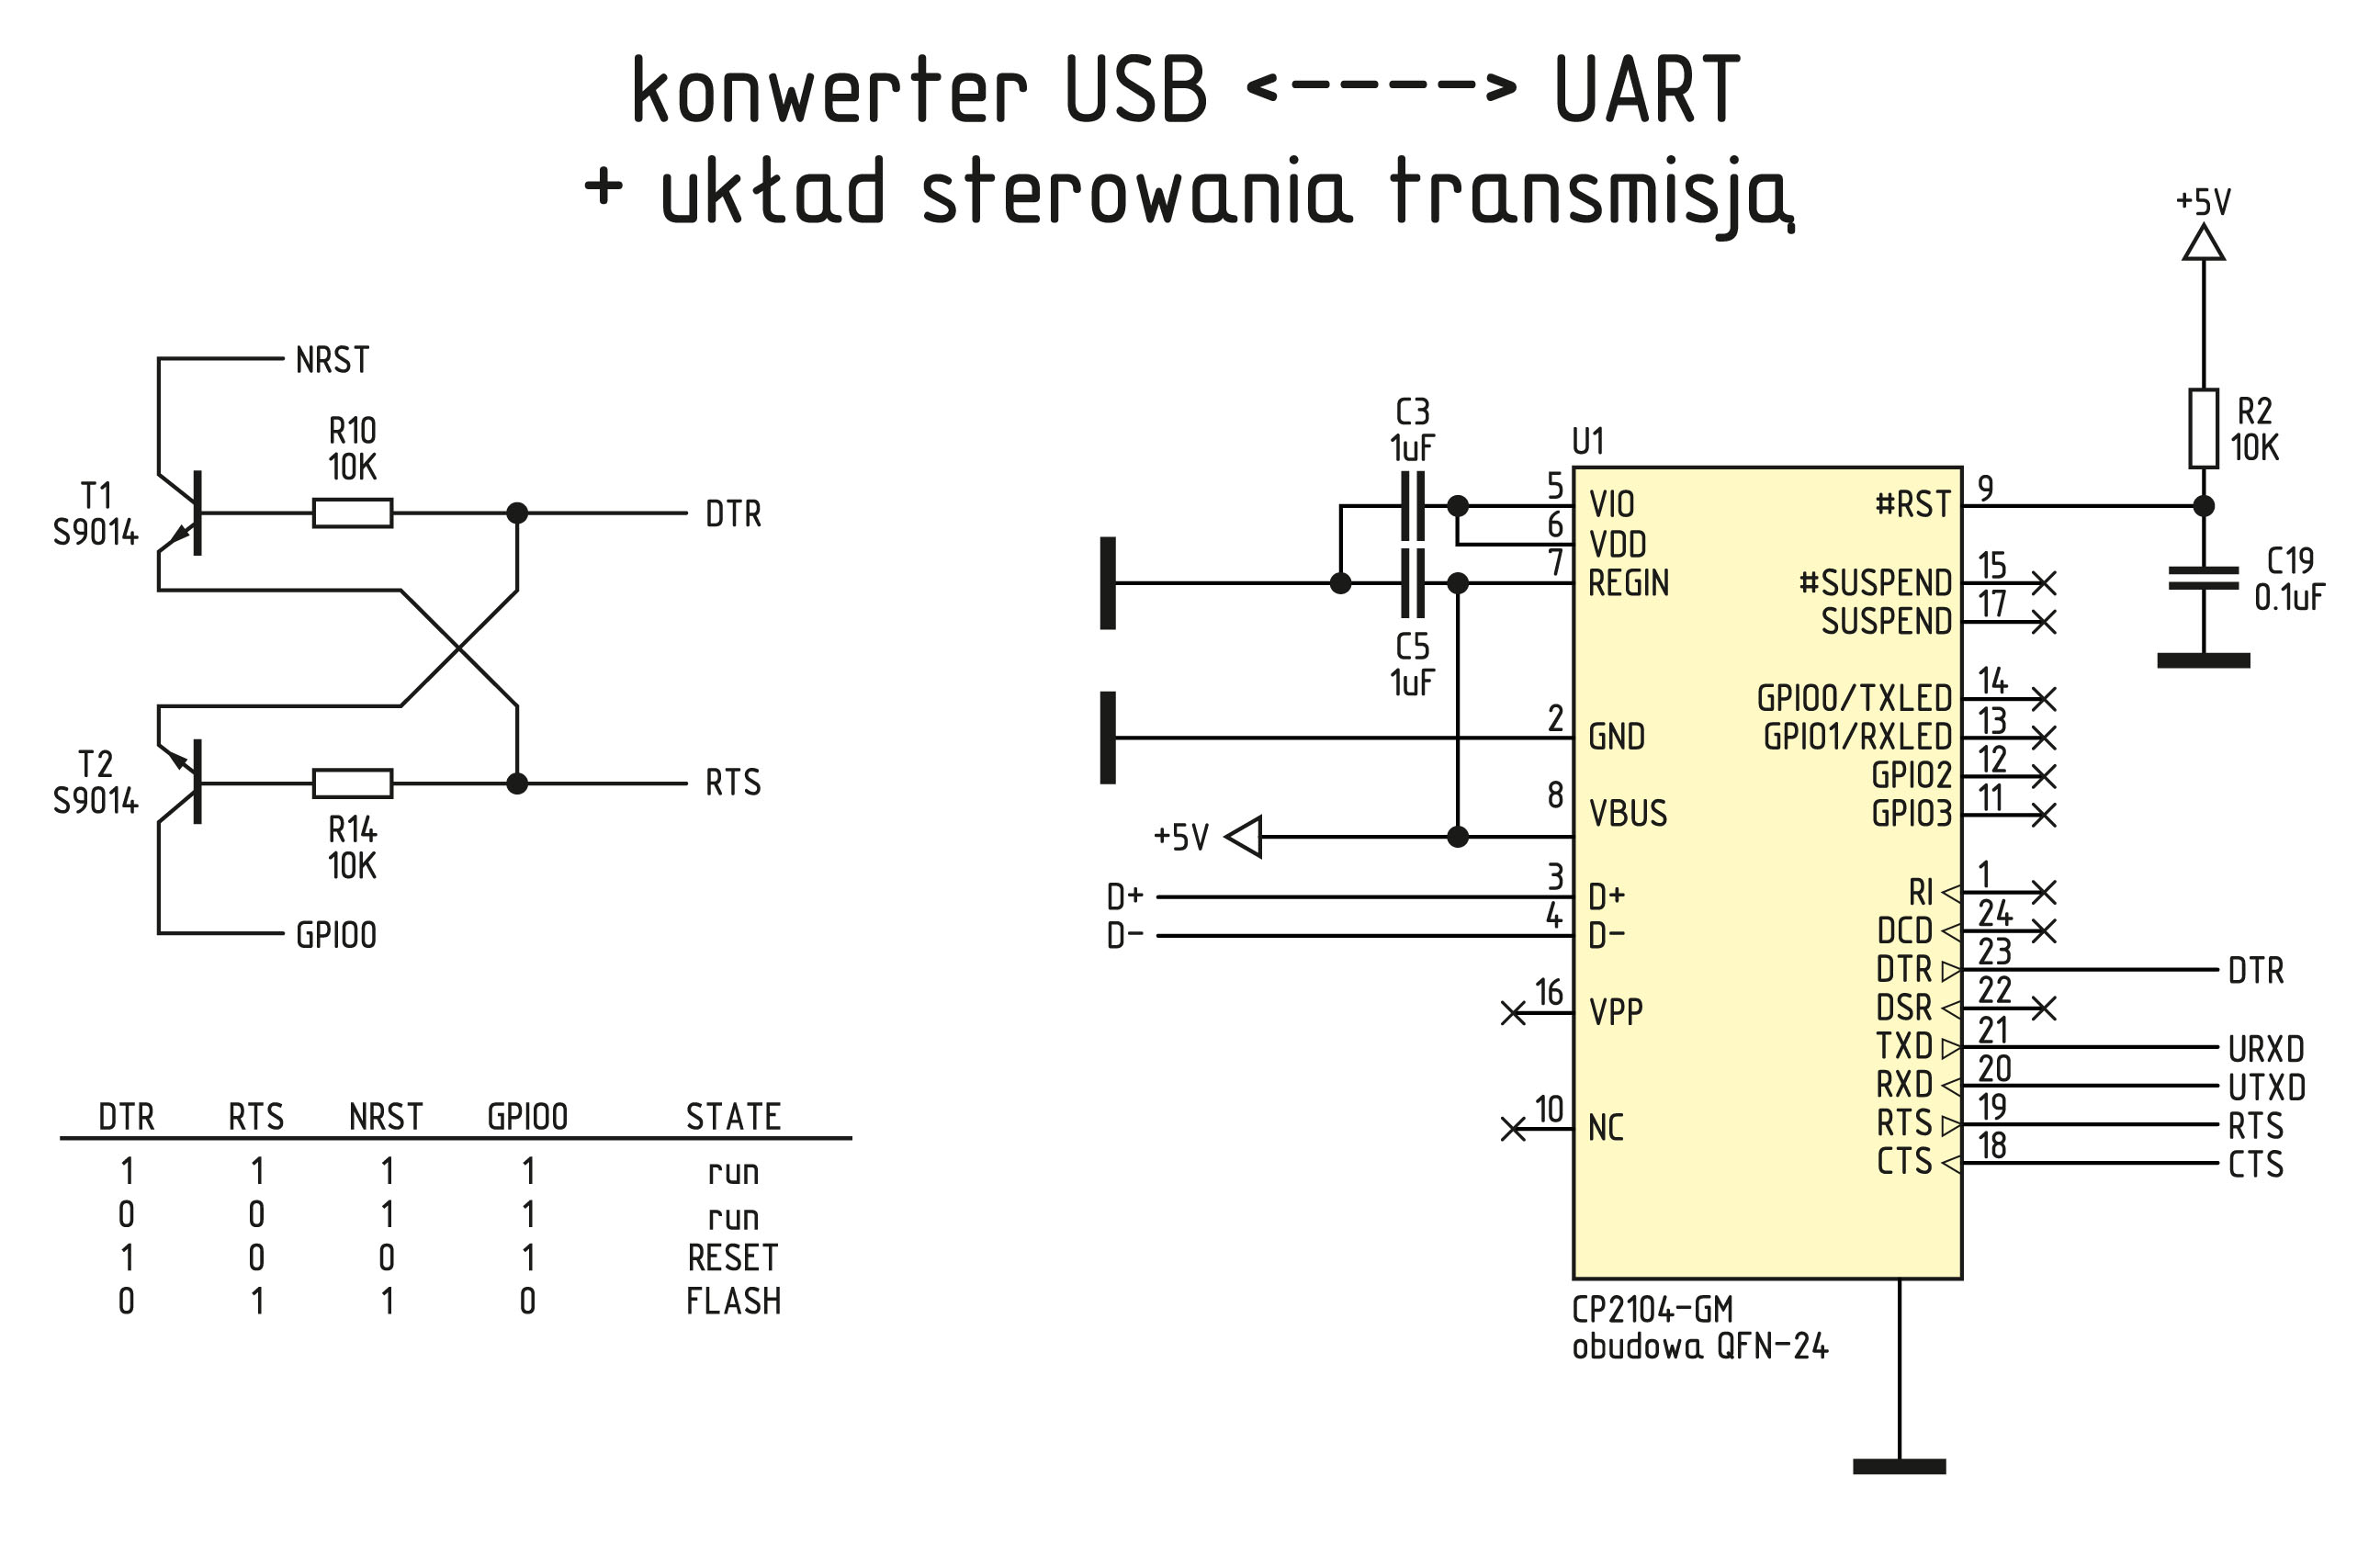 konwerter USB <----> UART
+ układ sterowania transmisją
NRST
R10
10K
T1
S9014
DTR
T2
S9014
RTS
R14
10K
GPIO0
DTR RTS NRST GPIO0 STATE
1 1 1 1 run
0 0 1 1 run
1 0 0 1 RESET
0 1 1 0 FLASH
C3
1uF
C5
1uF
+5V
D+
D-
U1
5 VIO
6 VDD
7 REGIN
2 GND
8 VBUS
3 D+
4 D-
16 VPP
10 NC
#RST 9
#SUSPEND 15
SUSPEND 17
GPIO0/TXLED 14
GPIO1/RXLED 13
GPIO2 12
GPIO3 11
RI 1
DCD 24
DTR 23 DTR
DSR 22
TXD 21 URXD
RXD 20 UTXD
RTS 19 RTS
CTS 18 CTS
CP2104-GM
obudowa QFN-24
+5V
R2
10K
C19
0.1uF